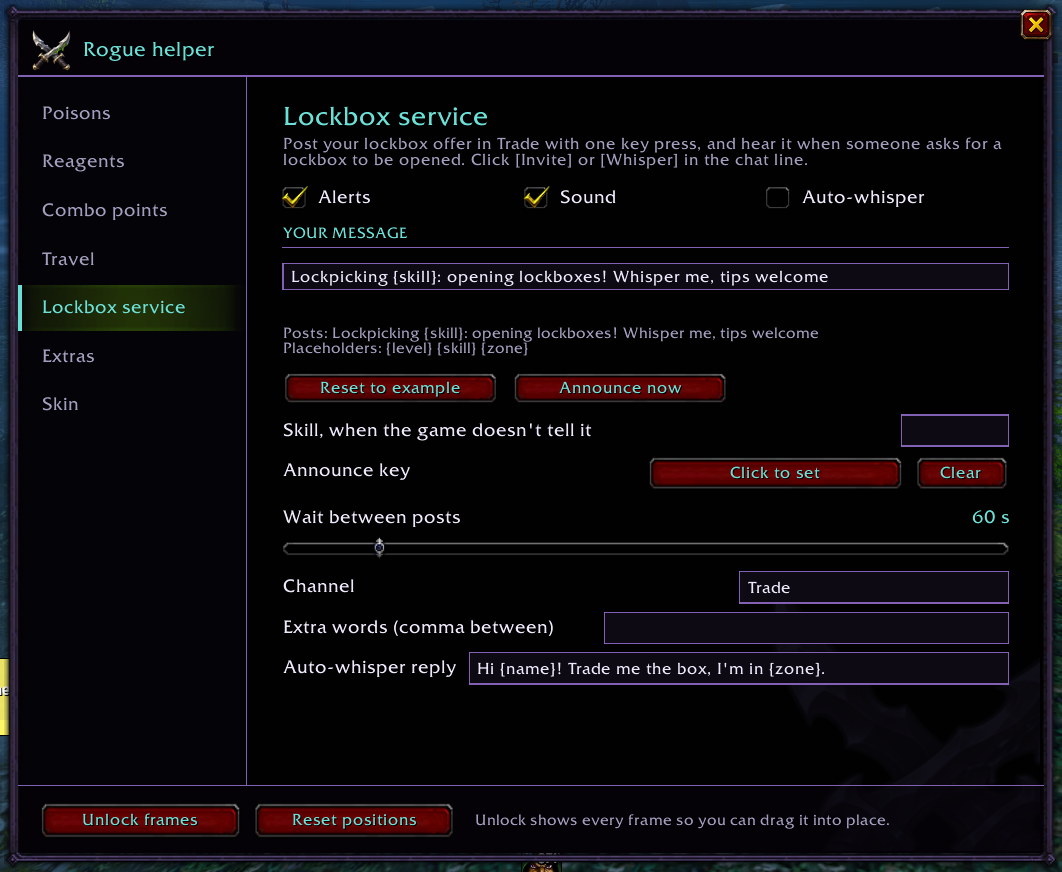 Rogue helper
Poisons
Reagents
Combo points
Travel
Lockbox service
Extras
Skin
Lockbox service
Post your lockbox offer in Trade with one key press, and hear it when someone asks for a
lockbox to be opened. Click [Invite] or [Whisper] in the chat line.
Alerts
Sound
Auto-whisper
YOUR MESSAGE
Lockpicking {skill}: opening lockboxes! Whisper me, tips welcome
Posts: Lockpicking {skill}: opening lockboxes! Whisper me, tips welcome
Placeholders: {level} {skill} {zone}
Reset to example
Announce now
Skill, when the game doesn't tell it
Announce key
Click to set
Clear
Wait between posts
60 s
Channel
Trade
Extra words (comma between)
Auto-whisper reply
Hi {name}! Trade me the box, I'm in {zone}.
Unlock frames
Reset positions
Unlock shows every frame so you can drag it into place.